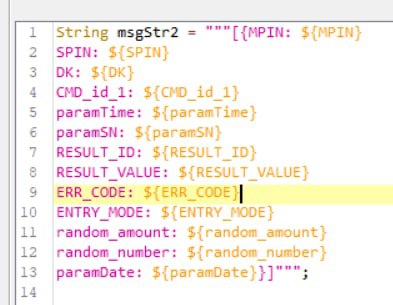 1 String msgStr2 = """[{MPIN: ${MPIN}
2 SPIN: ${SPIN}
3 DK: ${DK}
4 CMD_id_1: ${CMD_id_1}
5 paramTime: ${paramTime}
6 paramSN: ${paramSN}
7 RESULT_ID: ${RESULT_ID}
8 RESULT_VALUE: ${RESULT_VALUE}
9 ERR_CODE: ${ERR_CODE}
10 ENTRY_MODE: ${ENTRY_MODE}
11 random_amount: ${random_amount}
12 random_number: ${random_number}
13 paramDate: ${paramDate}}]""";
14